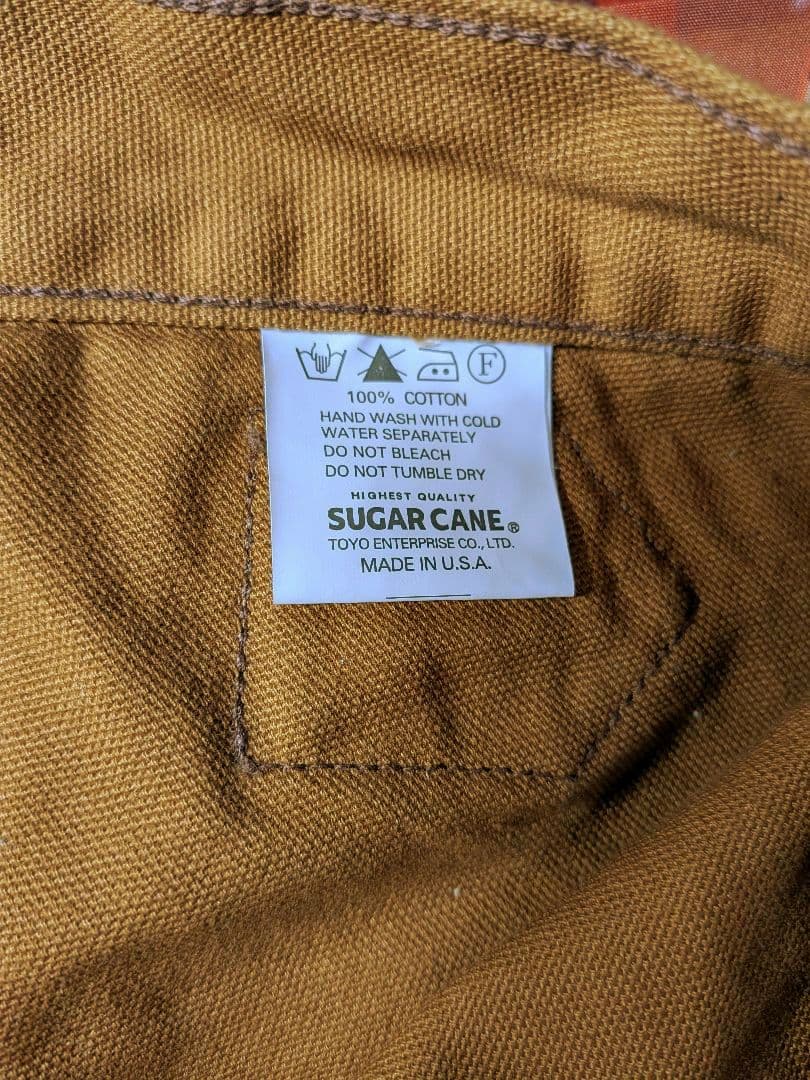 F
100% COTTON
HAND WASH WITH COLD
WATER SEPARATELY
DO NOT BLEACH
DO NOT TUMBLE DRY
HIGHEST QUALITY
SUGAR CANE®
TOYO ENTERPRISE CO., LTD.
MADE IN U.S.A.